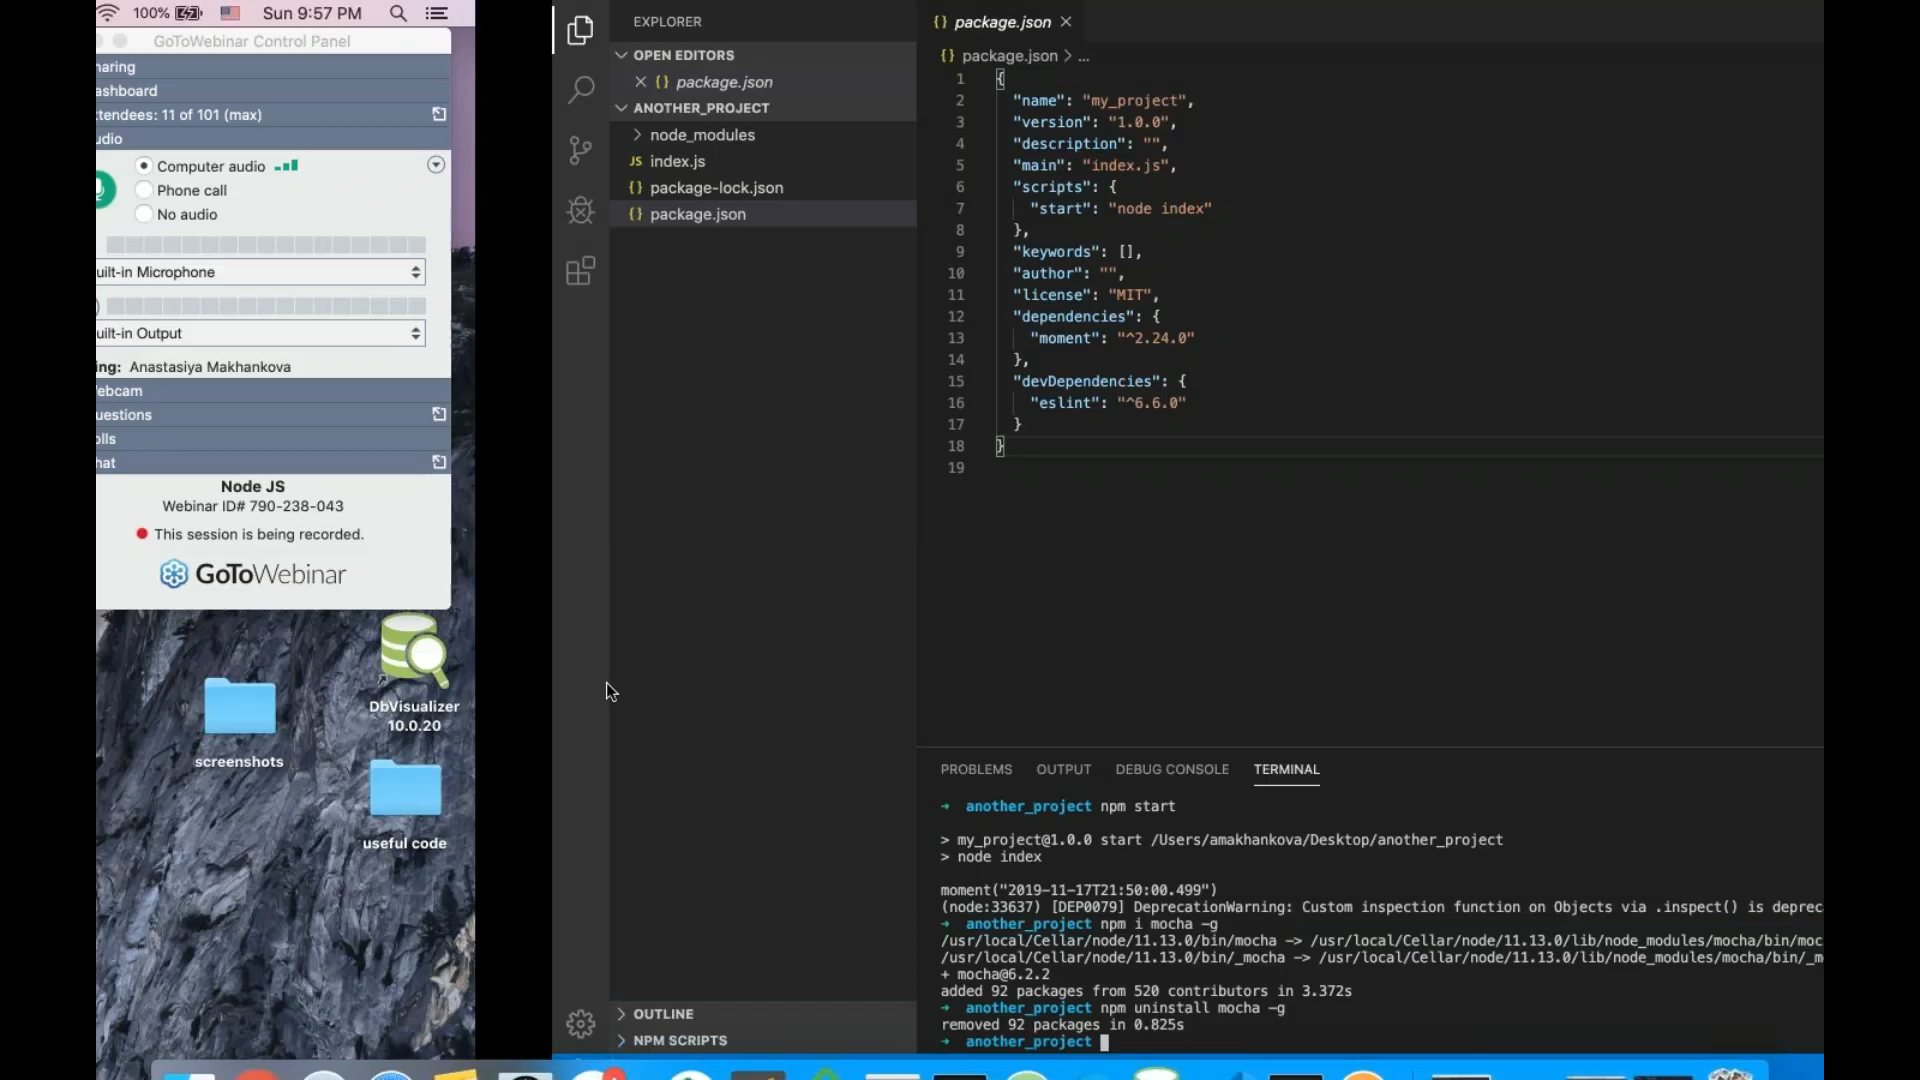 100%
Sun 9:57 PM
GoToWebinar Control Panel
haring
ashboard
ttendees: 11 of 101 (max)
udio
Computer audio
Phone call
No audio
uilt-in Microphone
uilt-in Output
ing: Anastasiya Makhankova
ebcam
uestions
olls
hat
Node JS
Webinar ID# 790-238-043
This session is being recorded.
GoToWebinar
DbVisualizer
10.0.20
screenshots
useful code
EXPLORER
OPEN EDITORS
{} package.json
ANOTHER_PROJECT
node_modules
JS index.js
{} package-lock.json
{} package.json
OUTLINE
NPM SCRIPTS
{} package.json
{} package.json > ...
1 {
2 "name": "my_project",
3 "version": "1.0.0",
4 "description": "",
5 "main": "index.js",
6 "scripts": {
7 "start": "node index"
8 },
9 "keywords": [],
10 "author": "",
11 "license": "MIT",
12 "dependencies": {
13 "moment": "^2.24.0"
14 },
15 "devDependencies": {
16 "eslint": "^6.6.0"
17 }
18 }
19
PROBLEMS OUTPUT DEBUG CONSOLE TERMINAL
→ another_project npm start
> my_project@1.0.0 start /Users/amakhankova/Desktop/another_project
> node index
moment("2019-11-17T21:50:00.499")
(node:33637) [DEP0079] DeprecationWarning: Custom inspection function on Objects via .inspect() is deprec
→ another_project npm i mocha -g
/usr/local/Cellar/node/11.13.0/bin/mocha -> /usr/local/Cellar/node/11.13.0/lib/node_modules/mocha/bin/moc
/usr/local/Cellar/node/11.13.0/bin/_mocha -> /usr/local/Cellar/node/11.13.0/lib/node_modules/mocha/bin/_m
+ mocha@6.2.2
added 92 packages from 520 contributors in 3.372s
→ another_project npm uninstall mocha -g
removed 92 packages in 0.825s
→ another_project